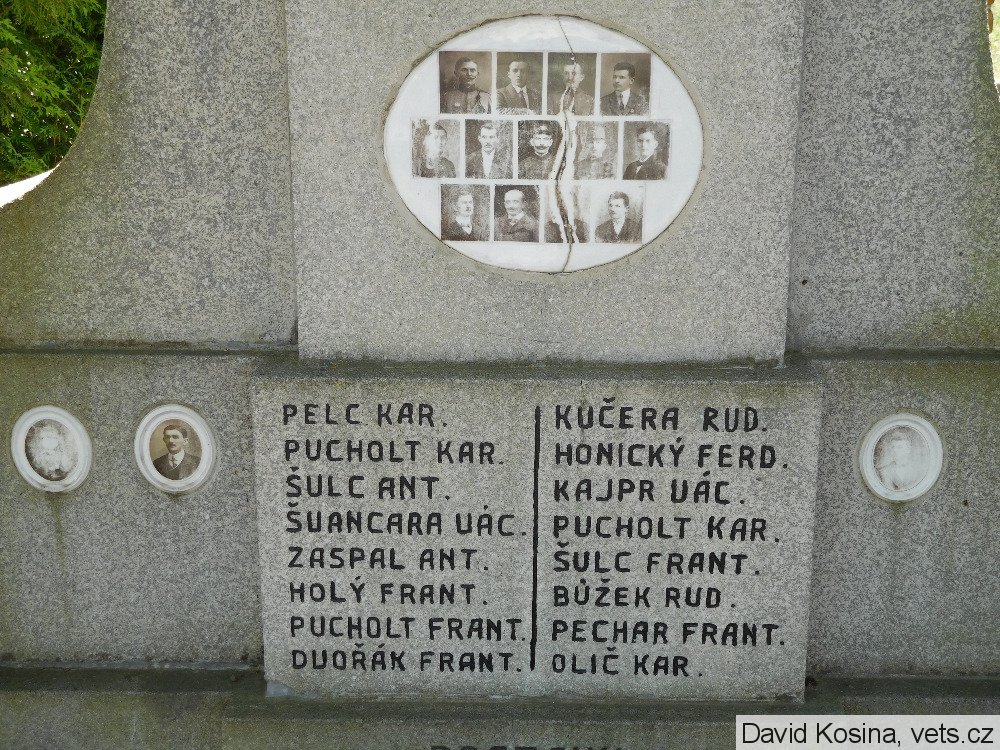 PELC KAR.
PUCHOLT KAR.
ŠULC ANT.
ŠUANCARA UÁC.
ZASPAL ANT.
HOLÝ FRANT.
PUCHOLT FRANT.
DUOŘÁK FRANT.
KUČERA RUD.
HONICKÝ FERD.
KAJPR UÁC.
PUCHOLT KAR.
ŠULC FRANT.
BŮŽEK RUD.
PECHAR FRANT.
OLIČ KAR.
David Kosina, vets.cz